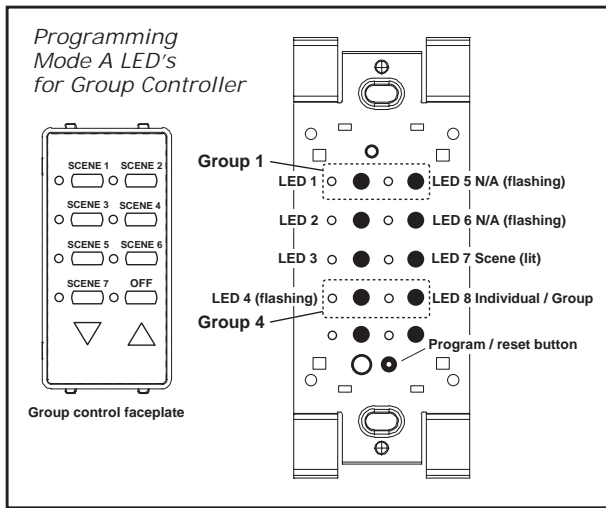 Programming
Mode A LED's
for Group Controller
SCENE 1 SCENE 2
SCENE 3 SCENE 4
SCENE 5 SCENE 6
SCENE 7 OFF
Group control faceplate
Group 1
LED 1 LED 5 N/A (flashing)
LED 2 LED 6 N/A (flashing)
LED 3 LED 7 Scene (lit)
LED 4 (flashing) LED 8 Individual / Group
Group 4
Program / reset button